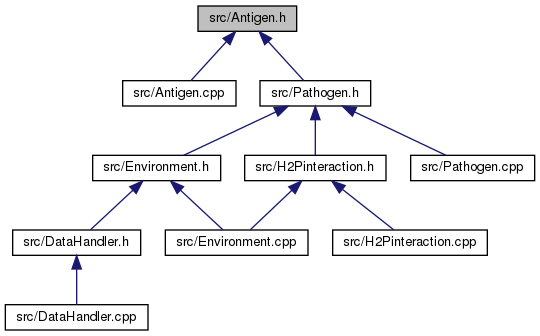 src/Antigen.h
src/Antigen.cpp
src/Pathogen.h
src/Environment.h
src/H2Pinteraction.h
src/Pathogen.cpp
src/DataHandler.h
src/Environment.cpp
src/H2Pinteraction.cpp
src/DataHandler.cpp